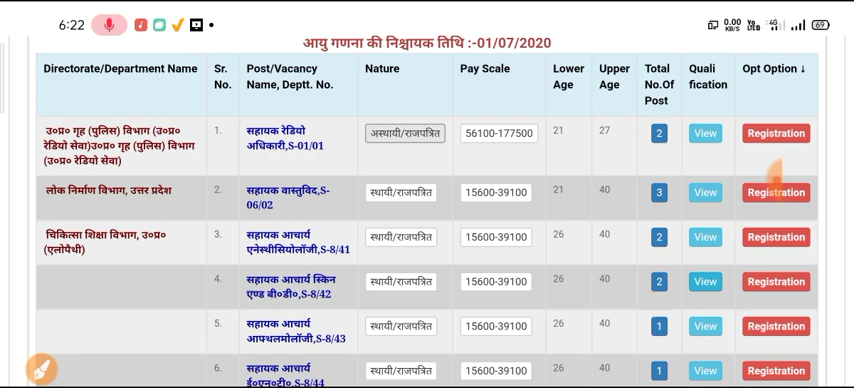 6:22
0.00 KB/S
4G
69
आयु गणना की निश्चायक तिथि :-01/07/2020
Directorate/Department Name Sr. No. Post/Vacancy Name, Deptt. No. Nature Pay Scale Lower Age Upper Age Total No.Of Post Quali fication Opt Option ↓
उ०प्र० गृह (पुलिस) विभाग (उ०प्र० 1. सहायक रेडियो अस्थायी/राजपत्रित 56100-177500 21 27 2 View Registration
रेडियो सेवा)उ०प्र० गृह (पुलिस) विभाग अधिकारी,S-01/01
(उ०प्र० रेडियो सेवा)
लोक निर्माण विभाग, उत्तर प्रदेश 2. सहायक वास्तुविद,S- स्थायी/राजपत्रित 15600-39100 21 40 3 View Registration
06/02
चिकित्सा शिक्षा विभाग, उ०प्र० 3. सहायक आचार्य स्थायी/राजपत्रित 15600-39100 26 40 2 View Registration
(एलोपैथी) एनेस्थीसियोलॉजी,S-8/41
4. सहायक आचार्य स्किन स्थायी/राजपत्रित 15600-39100 26 40 2 View Registration
एण्ड बी०डी०,S-8/42
5. सहायक आचार्य स्थायी/राजपत्रित 15600-39100 26 40 1 View Registration
आफ्थलमोलॉजी,S-8/43
6. सहायक आचार्य स्थायी/राजपत्रित 15600-39100 26 40 1 View Registration
ई०एन०टी०,S-8/44